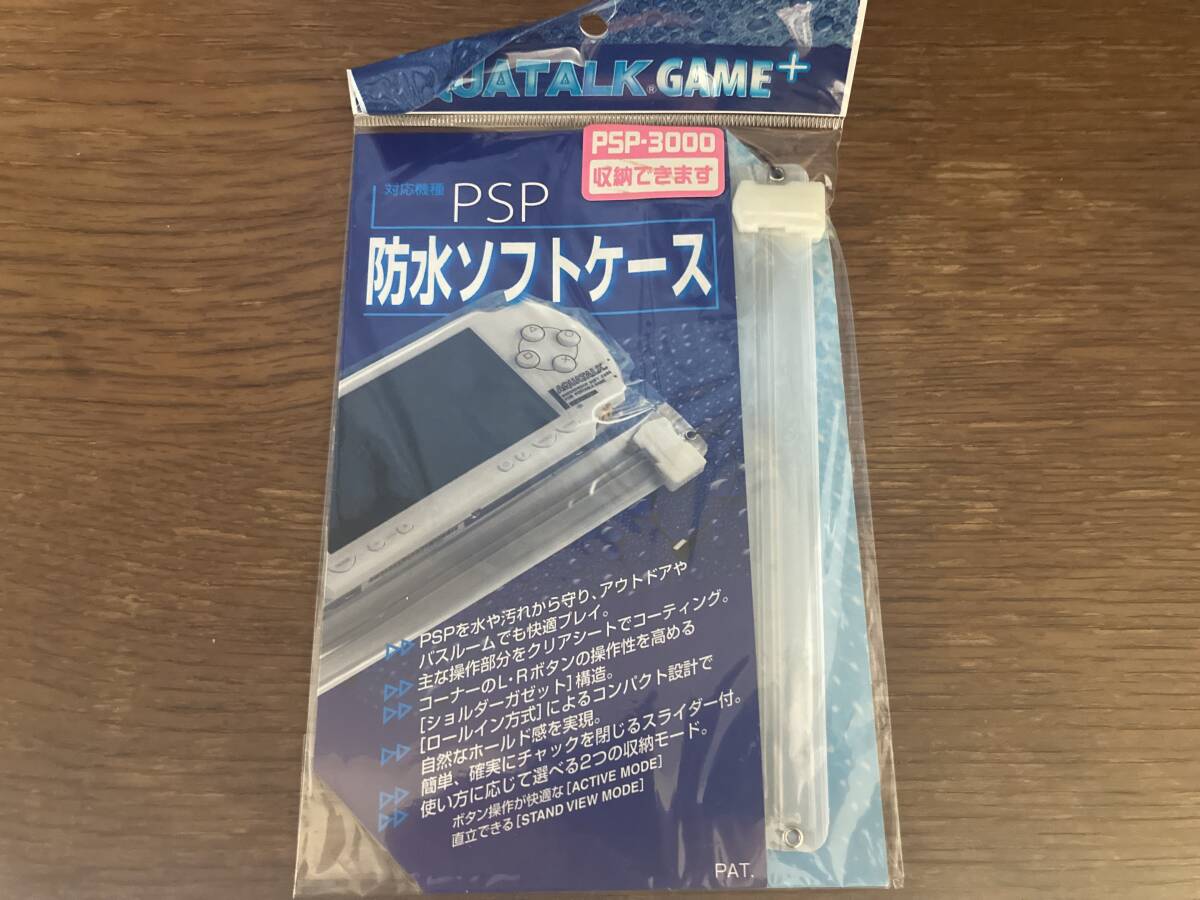 QUATALK® GAME+
PSP-3000
収納できます
対応機種
PSP
防水ソフトケース
AQUATALK
PSPを水や汚れから守り、アウトドアや
バスルームでも快適プレイ。
主な操作部分をクリアシートでコーティング。
コーナーのL・Rボタンの操作性を高める
[ショルダーガゼット]構造。
[ロールイン方式]によるコンパクト設計で
自然なホールド感を実現。
簡単、確実にチャックを閉じるスライダー付。
使い方に応じて選べる2つの収納モード。
ボタン操作が快適な[ACTIVE MODE]
直立できる[STAND VIEW MODE]
PAT.